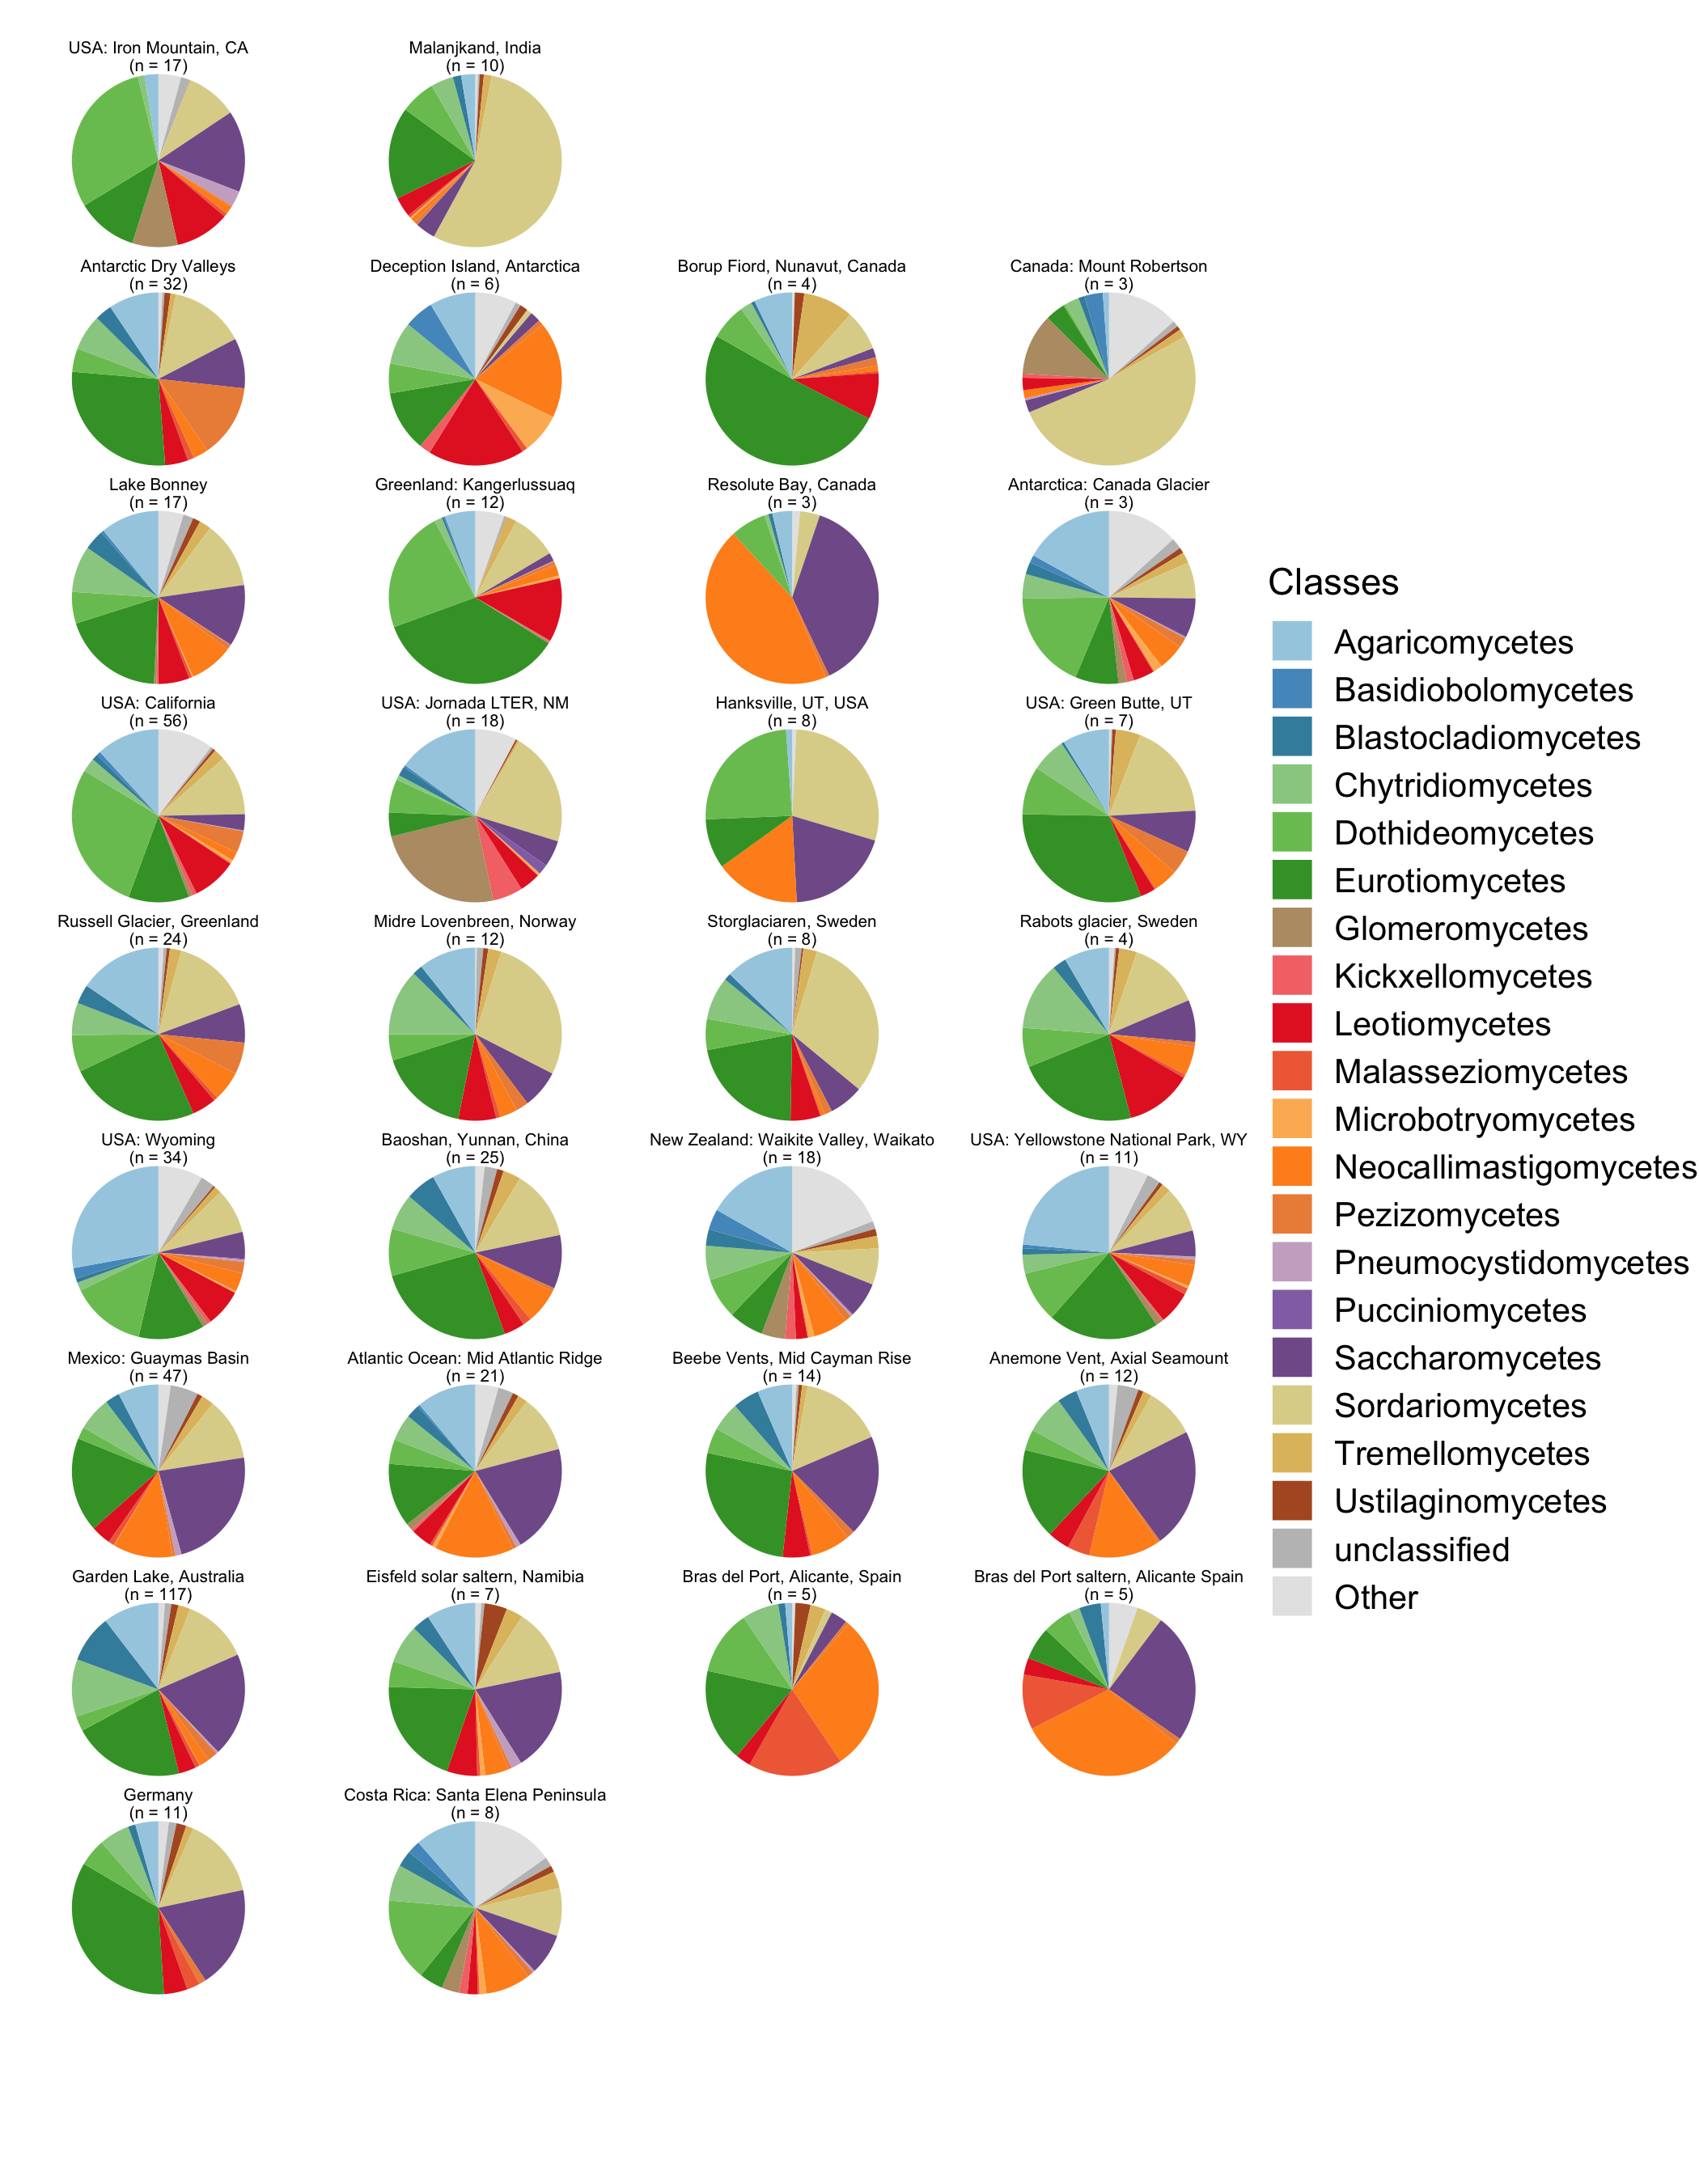 USA: Iron Mountain, CA
(n = 17)
Malanjkand, India
(n = 10)
Antarctic Dry Valleys
(n = 32)
Deception Island, Antarctica
(n = 6)
Borup Fiord, Nunavut, Canada
(n = 4)
Canada: Mount Robertson
(n = 3)
Lake Bonney
(n = 17)
Greenland: Kangerlussuaq
(n = 12)
Resolute Bay, Canada
(n = 3)
Antarctica: Canada Glacier
(n = 3)
USA: California
(n = 56)
USA: Jornada LTER, NM
(n = 18)
Hanksville, UT, USA
(n = 8)
USA: Green Butte, UT
(n = 7)
Russell Glacier, Greenland
(n = 24)
Midre Lovenbreen, Norway
(n = 12)
Storglaciaren, Sweden
(n = 8)
Rabots glacier, Sweden
(n = 4)
USA: Wyoming
(n = 34)
Baoshan, Yunnan, China
(n = 25)
New Zealand: Waikite Valley, Waikato
(n = 18)
USA: Yellowstone National Park, WY
(n = 11)
Mexico: Guaymas Basin
(n = 47)
Atlantic Ocean: Mid Atlantic Ridge
(n = 21)
Beebe Vents, Mid Cayman Rise
(n = 14)
Anemone Vent, Axial Seamount
(n = 12)
Garden Lake, Australia
(n = 117)
Eisfeld solar saltern, Namibia
(n = 7)
Bras del Port, Alicante, Spain
(n = 5)
Bras del Port saltern, Alicante Spain
(n = 5)
Germany
(n = 11)
Costa Rica: Santa Elena Peninsula
(n = 8)
Classes
Agaricomycetes
Basidiobolomycetes
Blastocladiomycetes
Chytridiomycetes
Dothideomycetes
Eurotiomycetes
Glomeromycetes
Kickxellomycetes
Leotiomycetes
Malasseziomycetes
Microbotryomycetes
Neocallimastigomycetes
Pezizomycetes
Pneumocystidomycetes
Pucciniomycetes
Saccharomycetes
Sordariomycetes
Tremellomycetes
Ustilaginomycetes
unclassified
Other